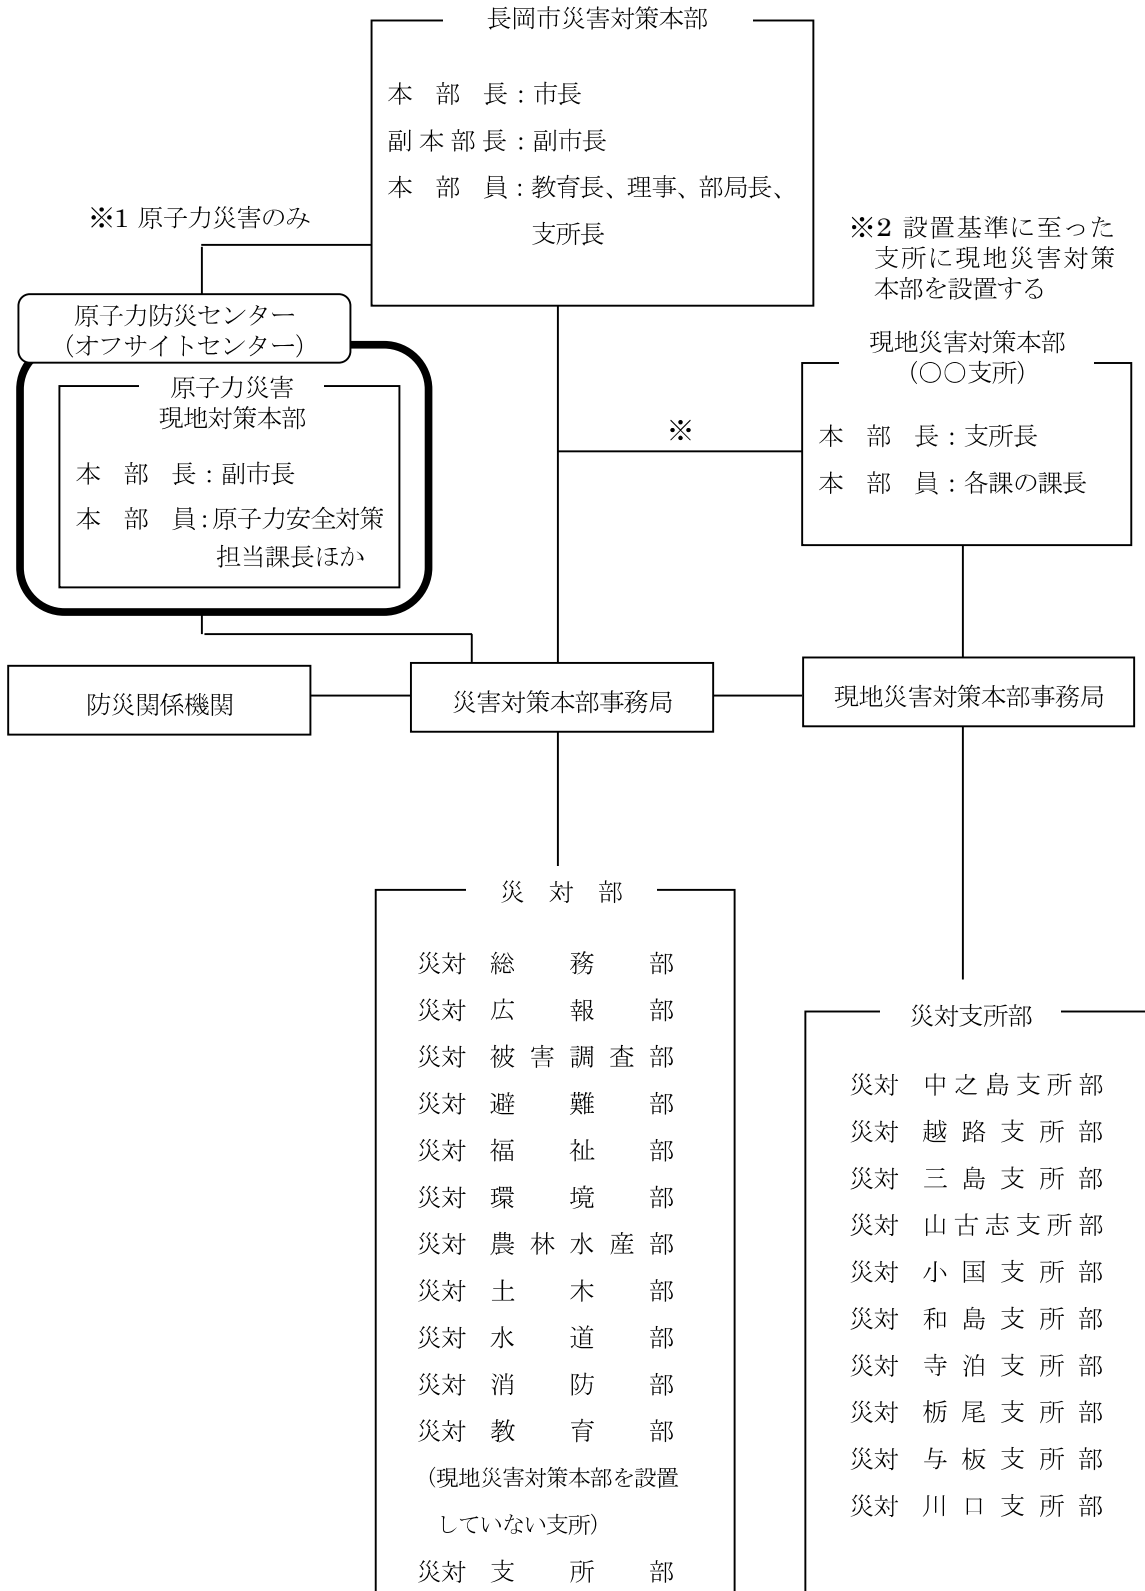 長岡市災害対策本部
本 部 長：市長
副本部長：副市長
本 部 員：教育長、理事、部局長、
支所長
※1 原子力災害のみ
※2 設置基準に至った
支所に現地災害対策
本部を設置する
原子力防災センター
（オフサイトセンター）
原子力災害
現地対策本部
本 部 長：副市長
本 部 員：原子力安全対策
担当課長ほか
現地災害対策本部
（○○支所）
本 部 長：支所長
本 部 員：各課の課長
※
防災関係機関
災害対策本部事務局
現地災害対策本部事務局
災 対 部
災対 総 務 部
災対 広 報 部
災対 被害調査部
災対 避 難 部
災対 福 祉 部
災対 環 境 部
災対 農林水産部
災対 土 木 部
災対 水 道 部
災対 消 防 部
災対 教 育 部
（現地災害対策本部を設置
していない支所）
災対 支 所 部
災対支所部
災対 中之島支所部
災対 越路支所部
災対 三島支所部
災対 山古志支所部
災対 小国支所部
災対 和島支所部
災対 寺泊支所部
災対 栃尾支所部
災対 与板支所部
災対 川口支所部